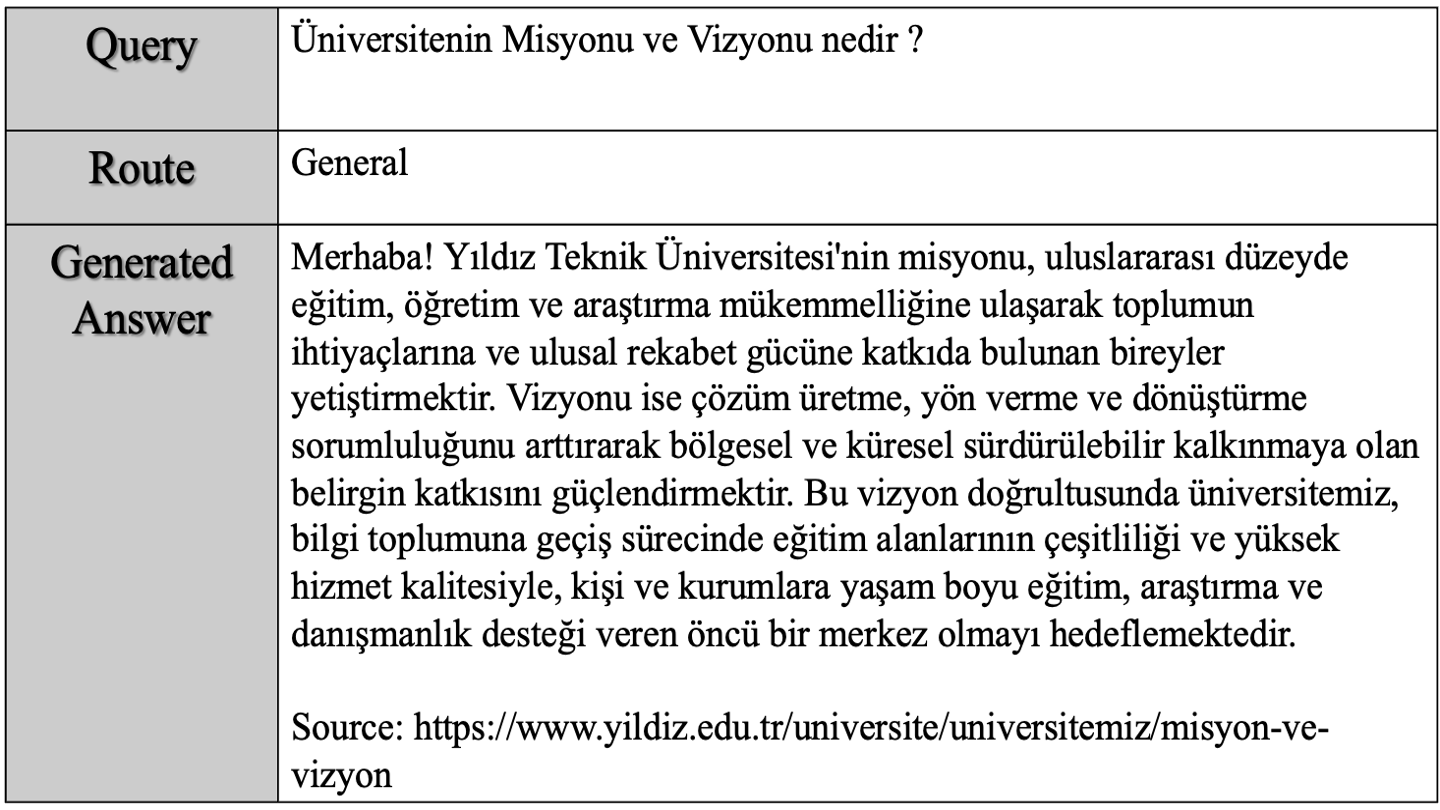 Query
Üniversitenin Misyonu ve Vizyonu nedir ?
Route
General
Generated
Answer
Merhaba! Yıldız Teknik Üniversitesi'nin misyonu, uluslararası düzeyde
eğitim, öğretim ve araştırma mükemmelliğine ulaşarak toplumun
ihtiyaçlarına ve ulusal rekabet gücüne katkıda bulunan bireyler
yetiştirmektir. Vizyonu ise çözüm üretme, yön verme ve dönüştürme
sorumluluğunu arttırarak bölgesel ve küresel sürdürülebilir kalkınmaya olan
belirgin katkısını güçlendirmektir. Bu vizyon doğrultusunda üniversitemiz,
bilgi toplumuna geçiş sürecinde eğitim alanlarının çeşitliliği ve yüksek
hizmet kalitesiyle, kişi ve kurumlara yaşam boyu eğitim, araştırma ve
danışmanlık desteği veren öncü bir merkez olmayı hedeflemektedir.
Source: https://www.yildiz.edu.tr/universite/universitemiz/misyon-ve-
vizyon